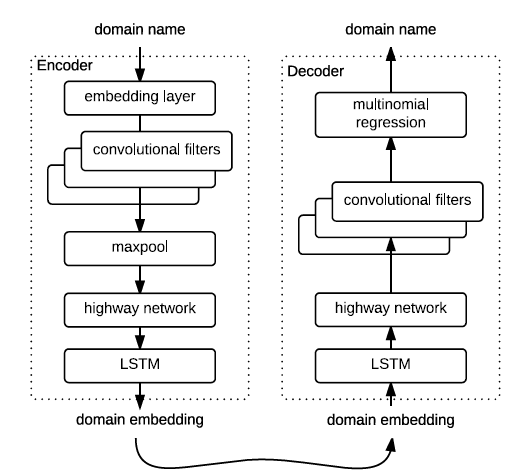 domain name
Encoder
embedding layer
convolutional filters
maxpool
highway network
LSTM
domain embedding
domain name
Decoder
multinomial
regression
convolutional filters
highway network
LSTM
domain embedding